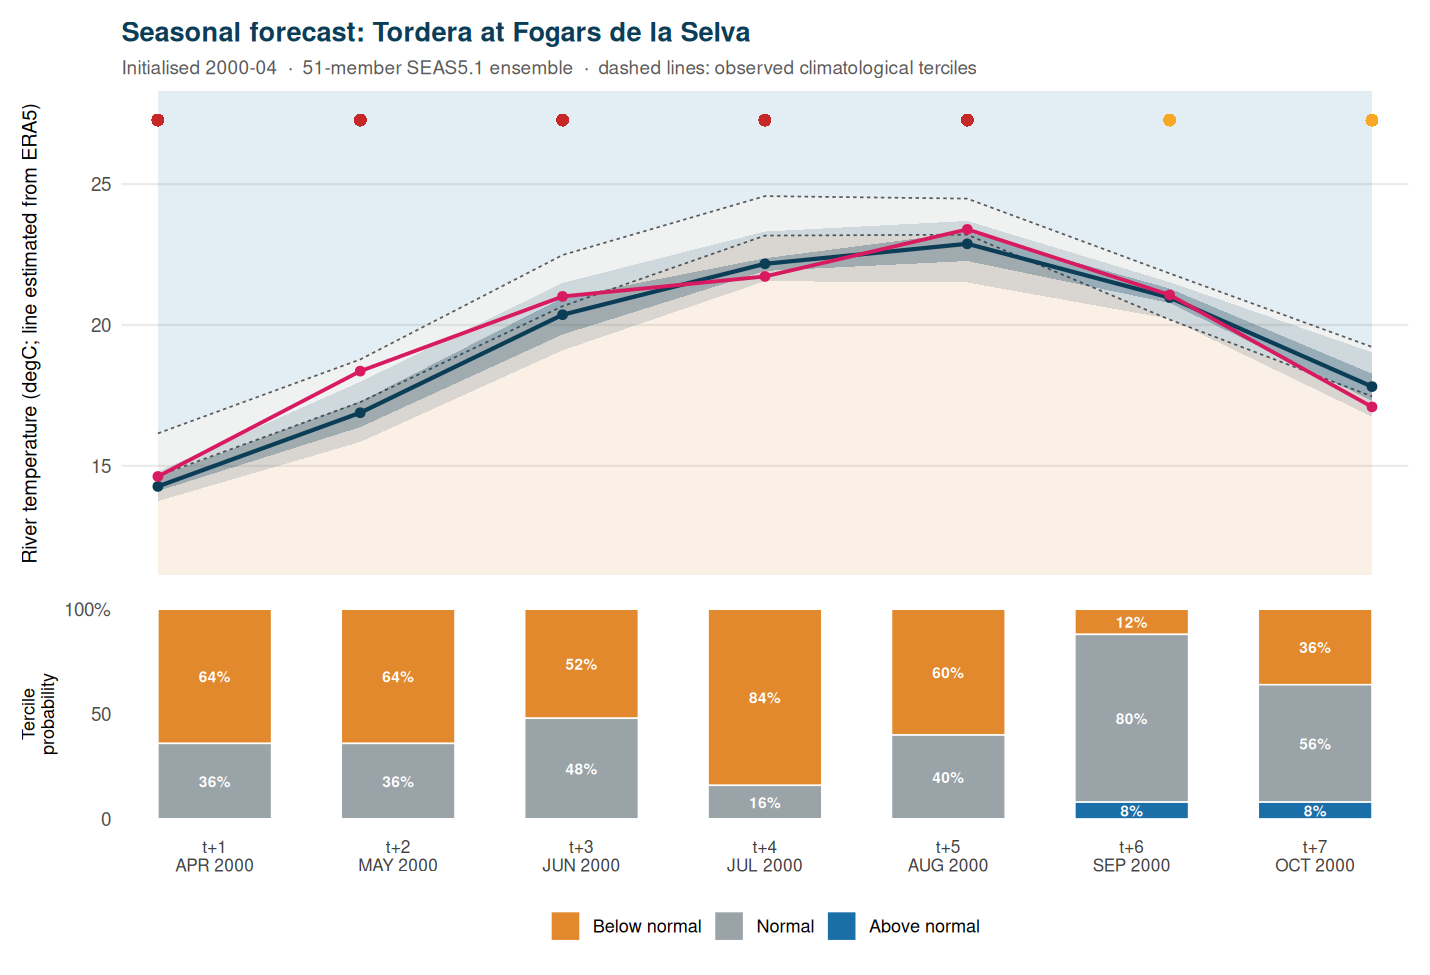 Seasonal forecast: Tordera at Fogars de la Selva
Initialised 2000-04 · 51-member SEAS5.1 ensemble · dashed lines: observed climatological terciles
River temperature (degC; line estimated from ERA5)
25
20
15
Tercile
probability
100%
50
0
64%
36%
64%
36%
52%
48%
84%
16%
60%
40%
12%
80%
8%
36%
56%
8%
t+1
APR 2000
t+2
MAY 2000
t+3
JUN 2000
t+4
JUL 2000
t+5
AUG 2000
t+6
SEP 2000
t+7
OCT 2000
Below normal
Normal
Above normal